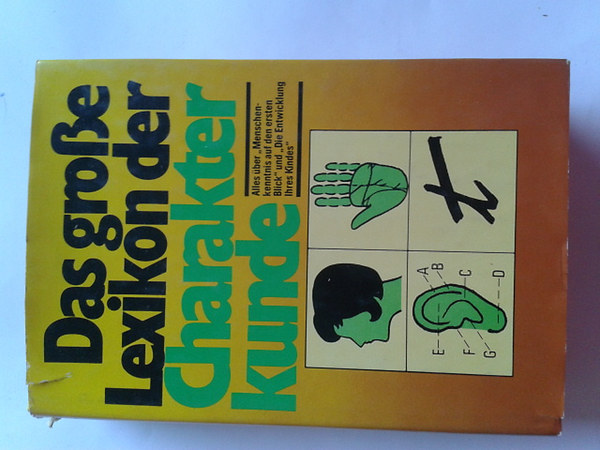 Das große
Lexikon der
Charakter
kunde
Alles über „Menschen-
kenntnis auf den ersten
Blick“ und „Die Entwicklung
Ihres Kindes“
t
A
B
C
D
E
F
G